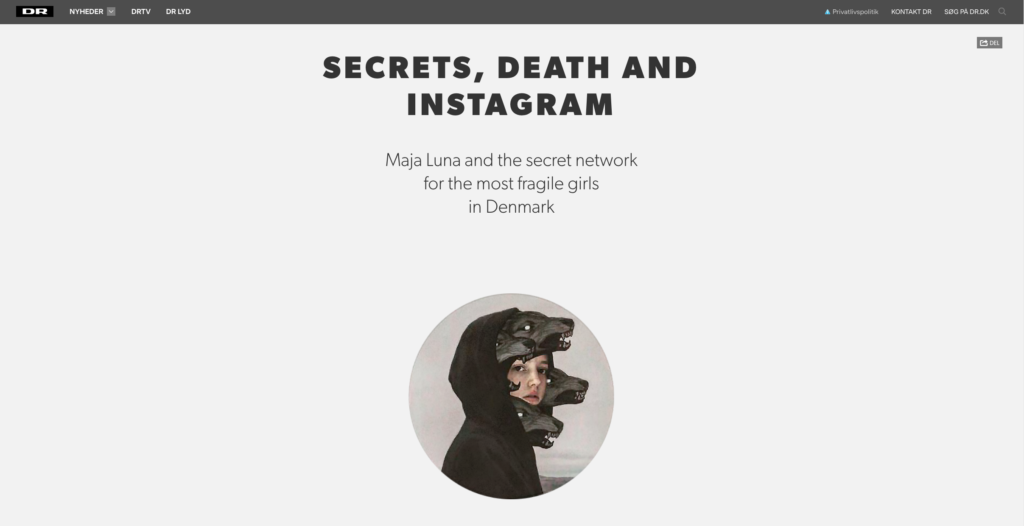 DR
NYHEDER
DRTV
DR LYD
Privatlivspolitik
KONTAKT DR
SØG PÅ DR.DK
DEL
SECRETS, DEATH AND
INSTAGRAM
Maja Luna and the secret network
for the most fragile girls
in Denmark